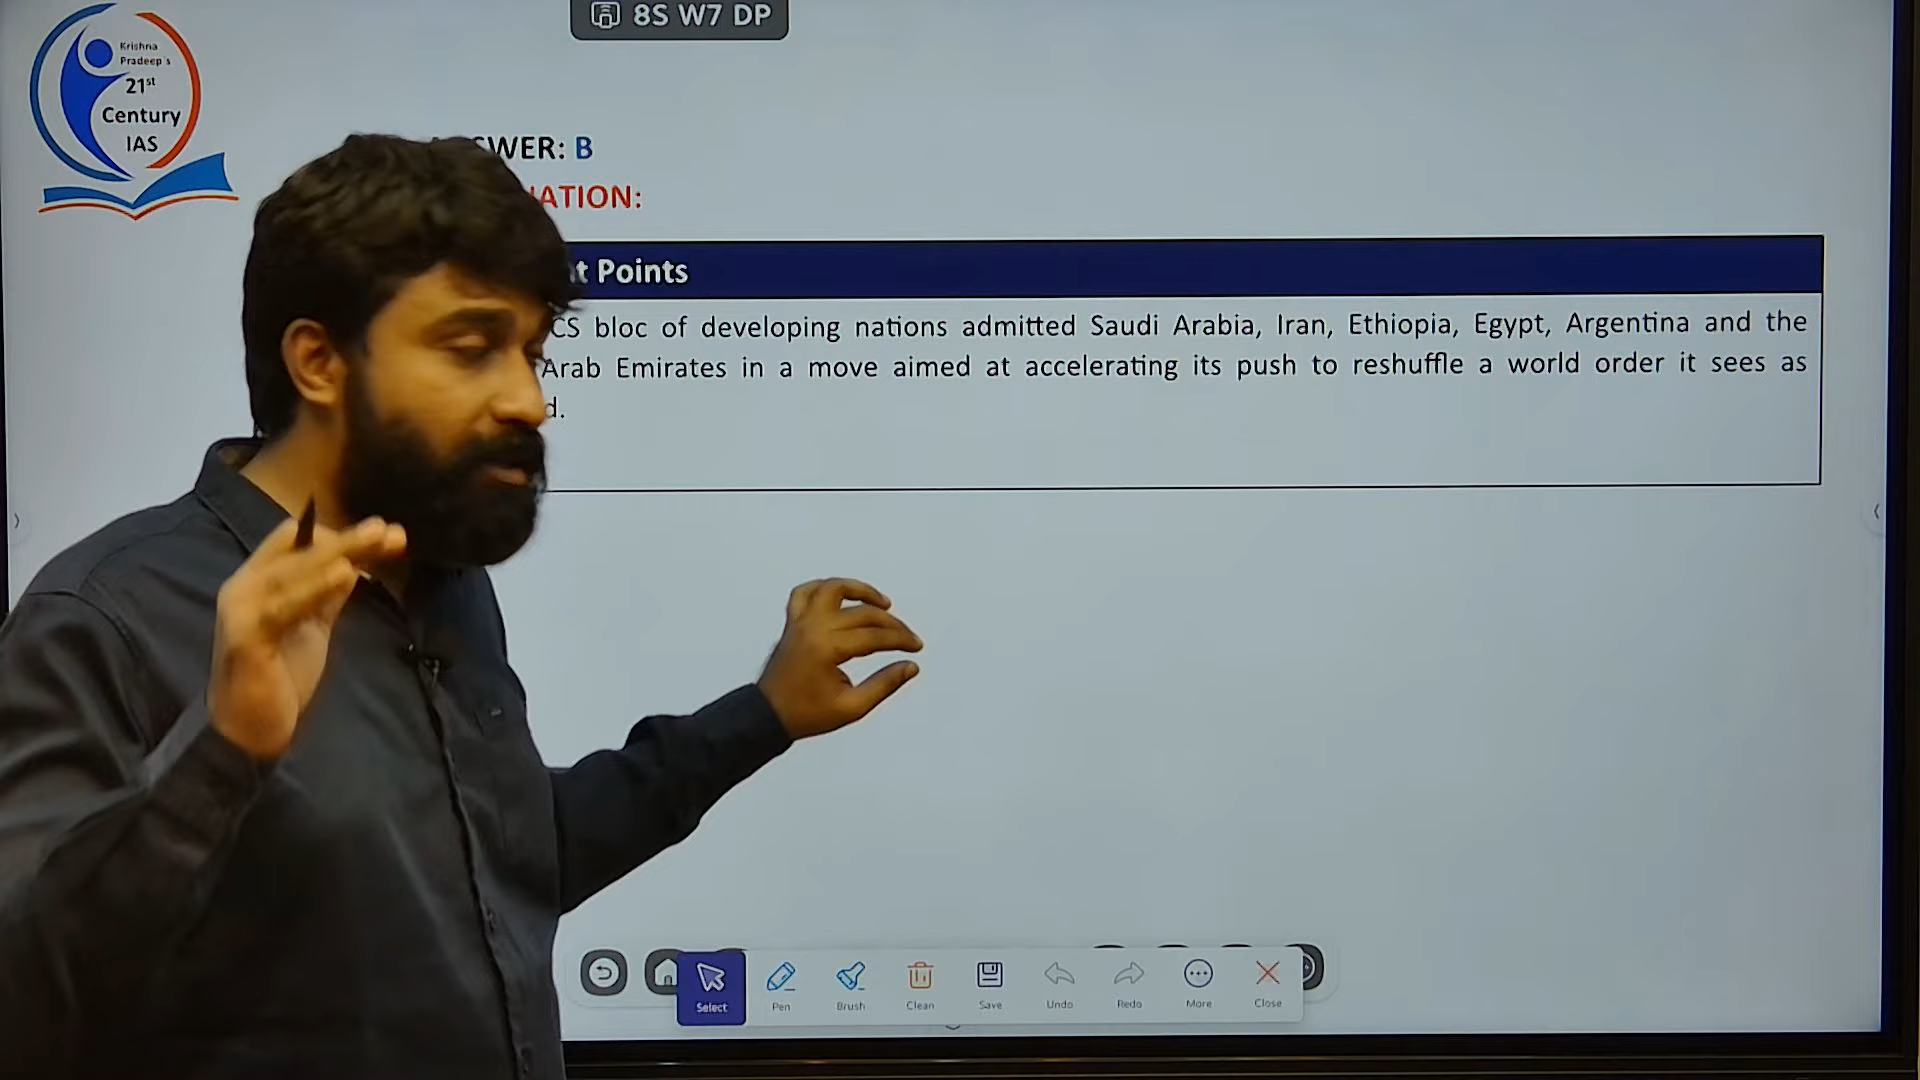 8S W7 DP
Krishna
Pradeep s
21st
Century
IAS
SWER: B
NATION:
t Points
CS bloc of developing nations admitted Saudi Arabia, Iran, Ethiopia, Egypt, Argentina and the
Arab Emirates in a move aimed at accelerating its push to reshuffle a world order it sees as
d.
Select
Pen
Brush
Clean
Save
Undo
Redo
More
Close